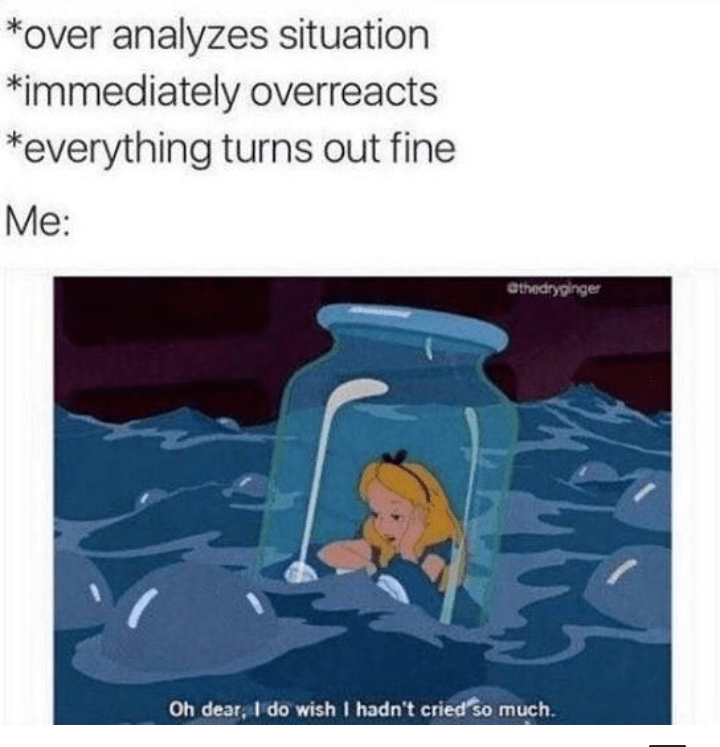 *over analyzes situation
*immediately overreacts
*everything turns out fine
Me:
@thedryginger
Oh dear, I do wish I hadn't cried so much.